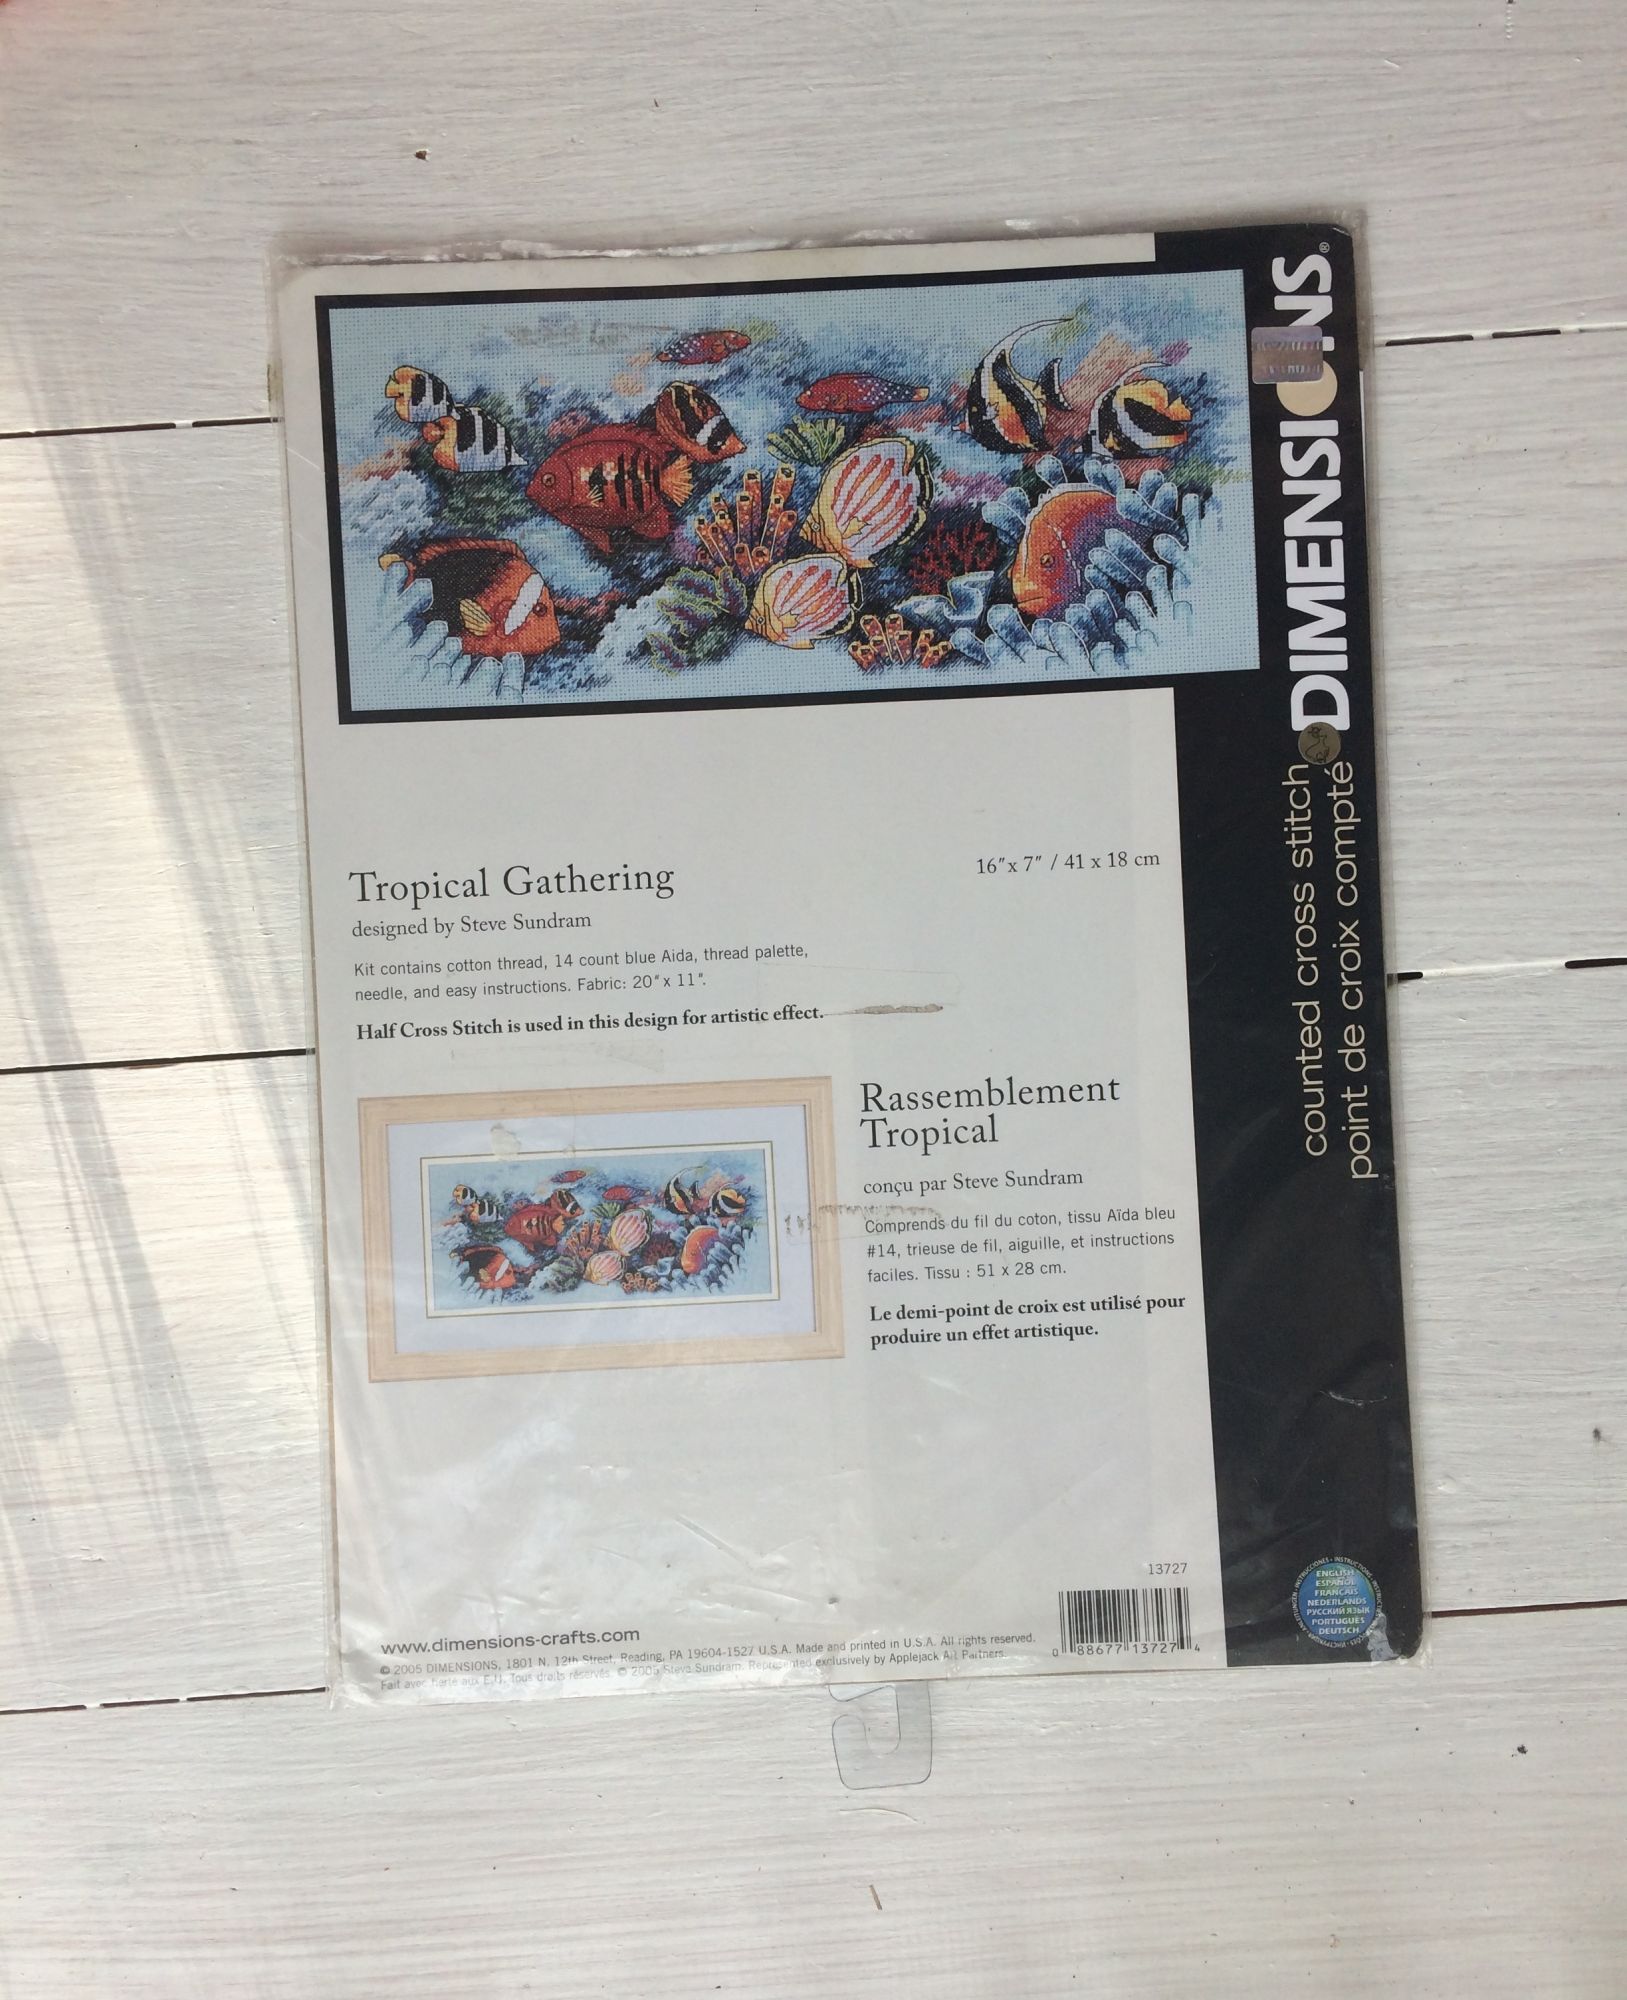 DIMENSIONS®
counted cross stitch
point de croix compté
Tropical Gathering
16" x 7" / 41 x 18 cm
designed by Steve Sundram
Kit contains cotton thread, 14 count blue Aida, thread palette,
needle, and easy instructions. Fabric: 20" x 11".
Half Cross Stitch is used in this design for artistic effect.
Rassemblement
Tropical
conçu par Steve Sundram
Comprends du fil du coton, tissu Aïda bleu
#14, trieuse de fil, aiguille, et instructions
faciles. Tissu : 51 x 28 cm.
Le demi-point de croix est utilisé pour
produire un effet artistique.
13727
0 88677 13727 4
www.dimensions-crafts.com
© 2005 DIMENSIONS, 1801 N. 12th Street, Reading, PA 19604-1527 U.S.A. Made and printed in U.S.A. All rights reserved.
Fait avec fierté aux E.U. Tous droits réservés. © 2005 Steve Sundram. Represented exclusively by Applejack Art Partners.
ENGLISH
ESPAÑOL
FRANÇAIS
NEDERLANDS
РУССКИЙ ЯЗЫК
PORTUGUÊS
DEUTSCH